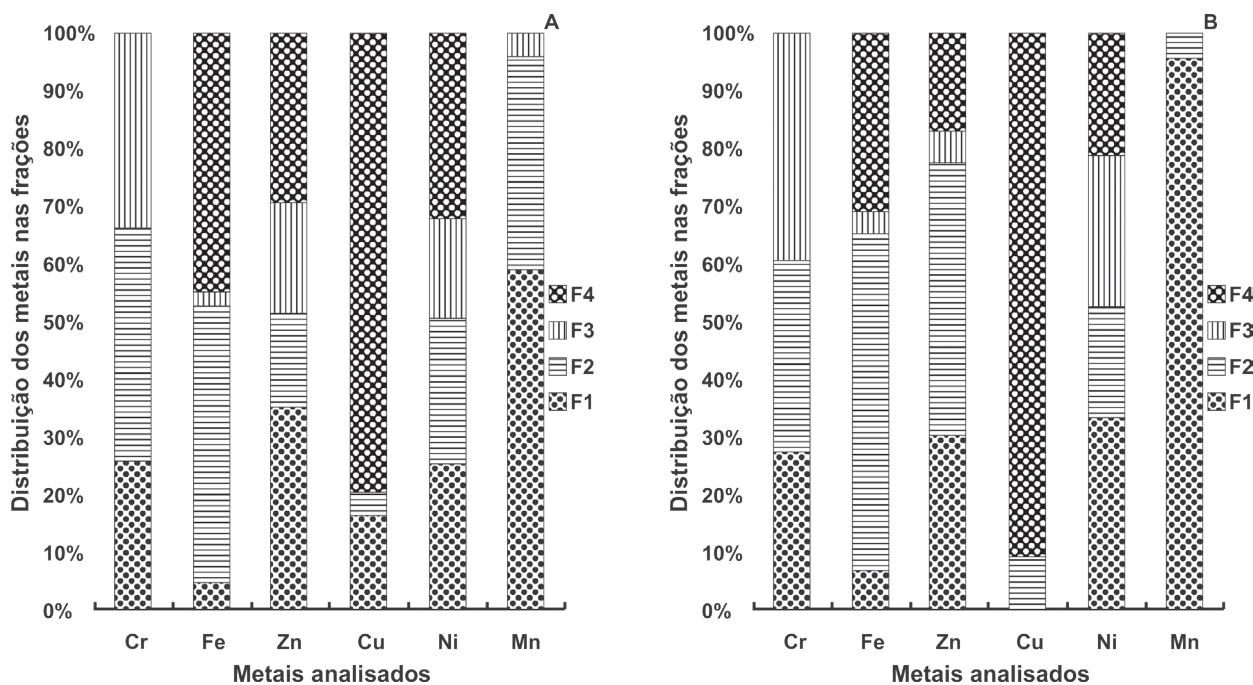 A
Distribuição dos metais nas frações
100%
90%
80%
70%
60%
50%
40%
30%
20%
10%
0%
Cr Fe Zn Cu Ni Mn
Metais analisados
F4
F3
F2
F1
B
Distribuição dos metais nas frações
100%
90%
80%
70%
60%
50%
40%
30%
20%
10%
0%
Cr Fe Zn Cu Ni Mn
Metais analisados
F4
F3
F2
F1